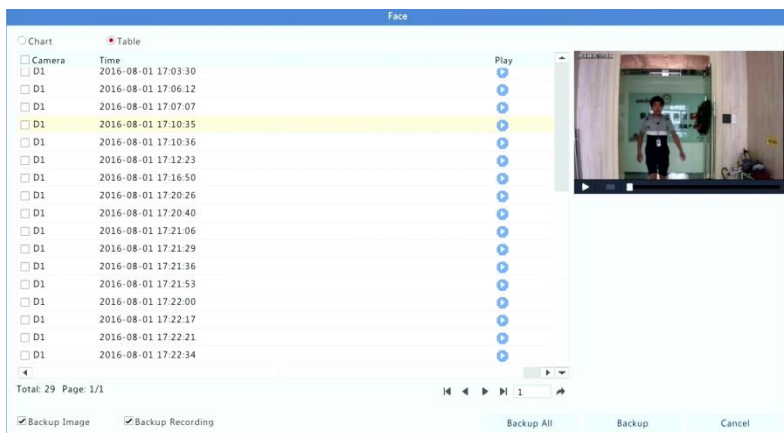 Face
Chart Table
Camera Time Play
D1 2016-08-01 17:03:30
D1 2016-08-01 17:06:12
D1 2016-08-01 17:07:07
D1 2016-08-01 17:10:35
D1 2016-08-01 17:10:36
D1 2016-08-01 17:12:23
D1 2016-08-01 17:16:50
D1 2016-08-01 17:20:26
D1 2016-08-01 17:20:40
D1 2016-08-01 17:21:06
D1 2016-08-01 17:21:29
D1 2016-08-01 17:21:36
D1 2016-08-01 17:21:53
D1 2016-08-01 17:22:00
D1 2016-08-01 17:22:17
D1 2016-08-01 17:22:21
D1 2016-08-01 17:22:34
Total: 29 Page: 1/1 1
Backup Image Backup Recording Backup All Backup Cancel